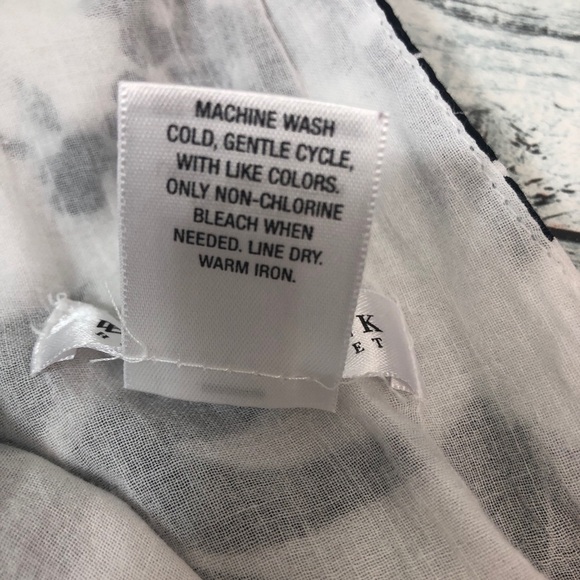 MACHINE WASH
COLD, GENTLE CYCLE,
WITH LIKE COLORS.
ONLY NON-CHLORINE
BLEACH WHEN
NEEDED. LINE DRY.
WARM IRON.